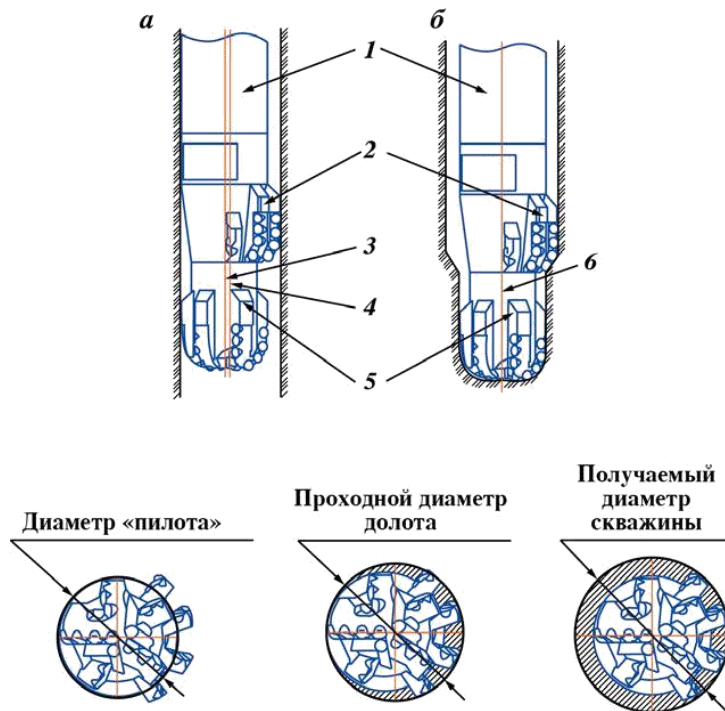 а
б
1
2
3
4
5
6
Диаметр «пилота»
Проходной диаметр
долота
Получаемый
диаметр
скважины